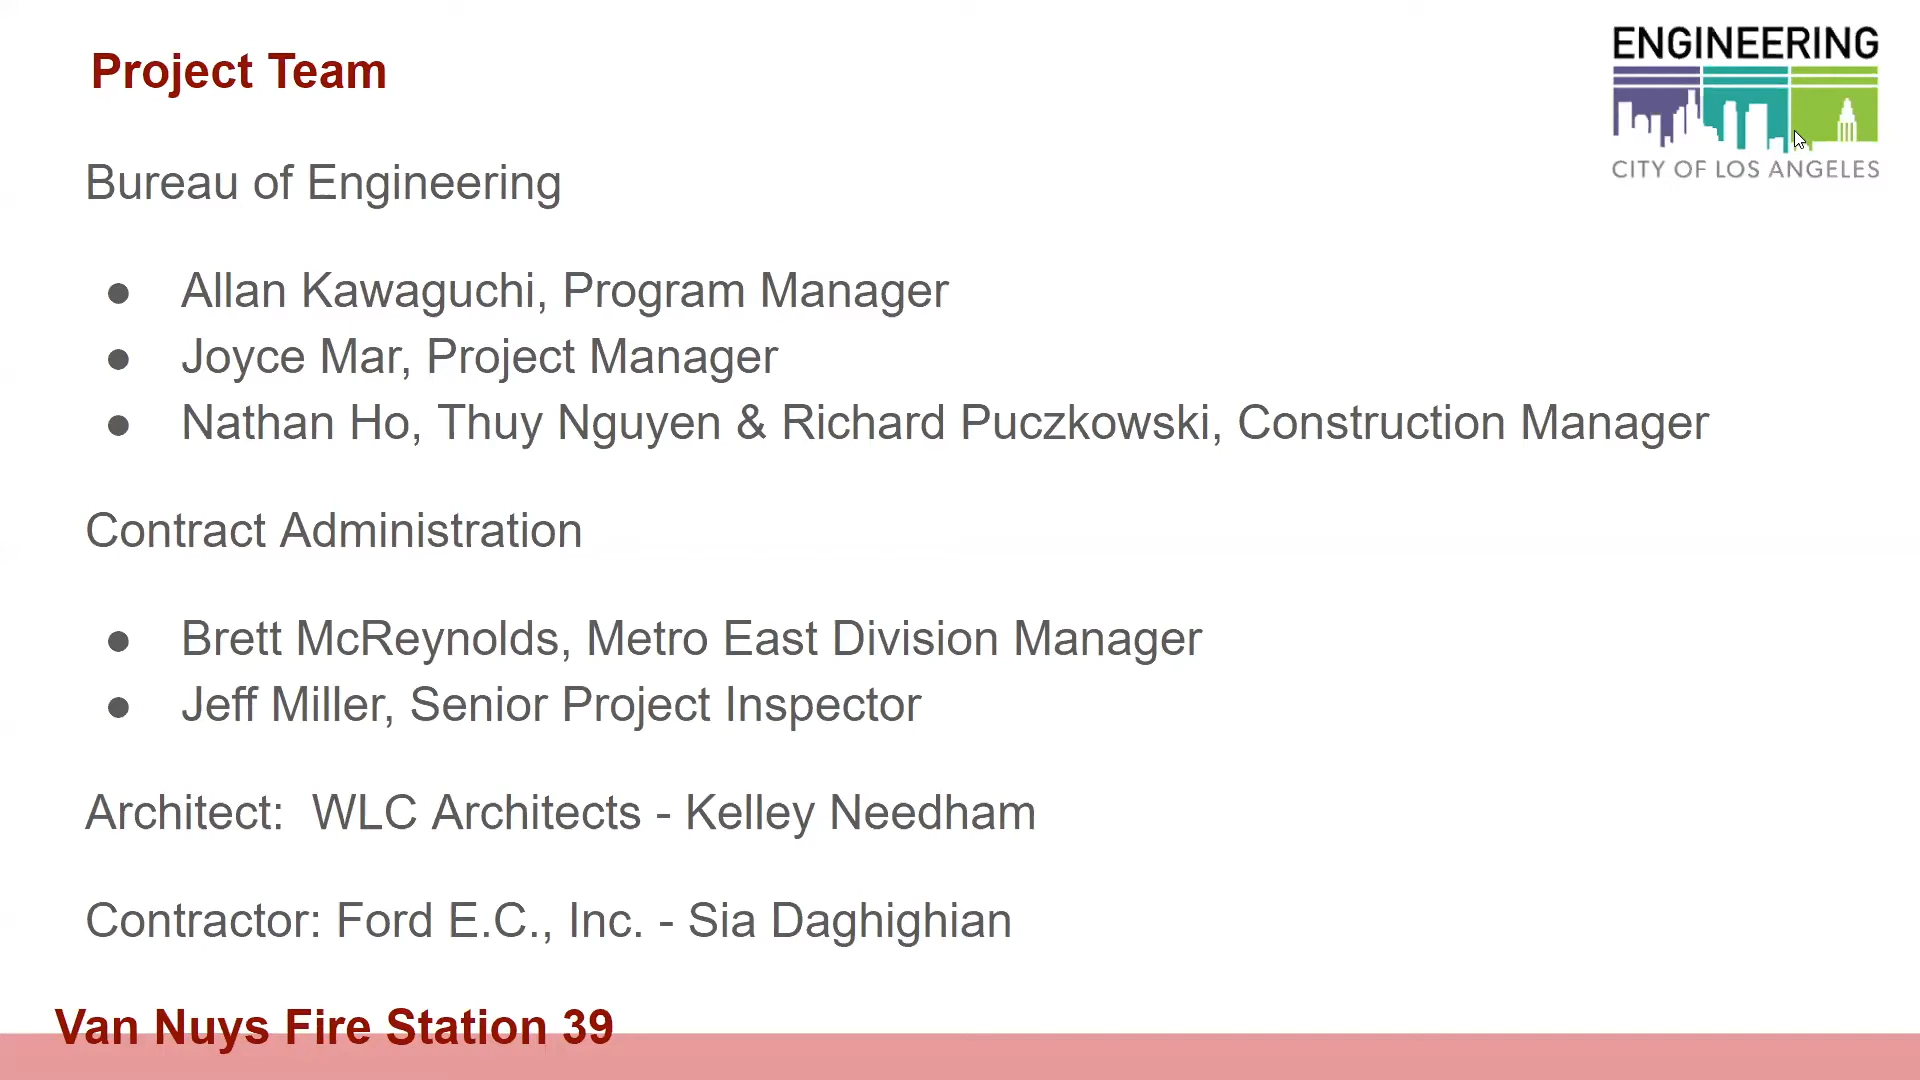 Project Team
ENGINEERING
CITY OF LOS ANGELES
Bureau of Engineering
● Allan Kawaguchi, Program Manager
● Joyce Mar, Project Manager
● Nathan Ho, Thuy Nguyen & Richard Puczkowski, Construction Manager
Contract Administration
● Brett McReynolds, Metro East Division Manager
● Jeff Miller, Senior Project Inspector
Architect:  WLC Architects - Kelley Needham
Contractor: Ford E.C., Inc. - Sia Daghighian
Van Nuys Fire Station 39